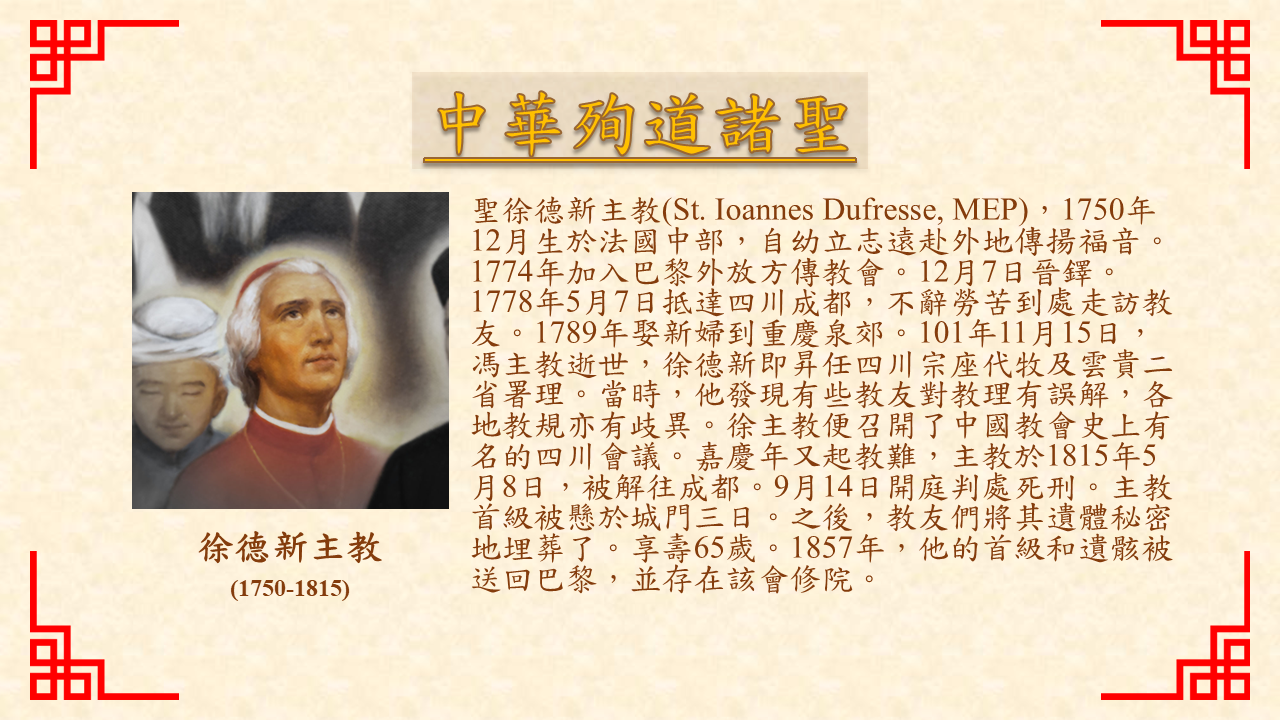 中華殉道諸聖
聖徐德新主教(St. Ioannes Dufresse, MEP)，1750年
12月生於法國中部，自幼立志遠赴外地傳揚福音。
1774年加入巴黎外放方傳教會。12月7日晉鐸。
1778年5月7日抵達四川成都，不辭勞苦到處走訪教
友。1789年娶新婦到重慶泉郊。101年11月15日，
馮主教逝世，徐德新即昇任四川宗座代牧及雲貴二
省署理。當時，他發現有些教友對教理有誤解，各
地教規亦有歧異。徐主教便召開了中國教會史上有
名的四川會議。嘉慶年又起教難，主教於1815年5
月8日，被解往成都。9月14日開庭判處死刑。主教
首級被懸於城門三日。之後，教友們將其遺體秘密
地埋葬了。享壽65歲。1857年，他的首級和遺骸被
送回巴黎，並存在該會修院。
徐德新主教
(1750-1815)